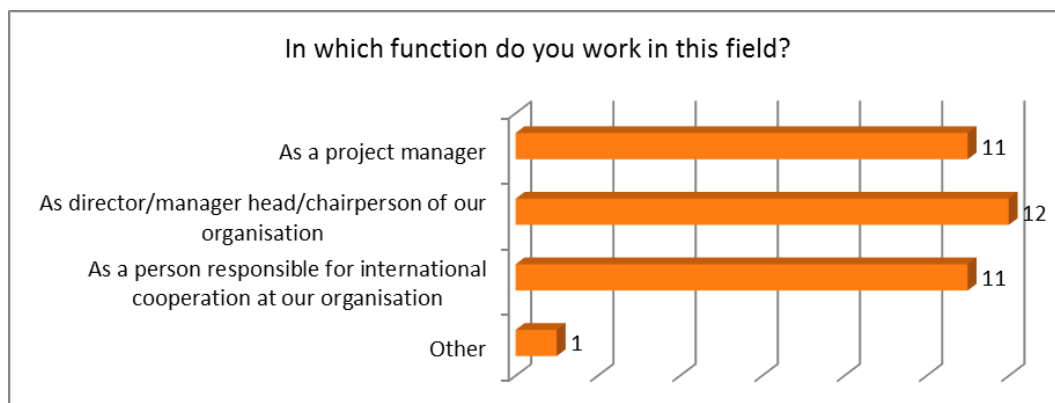 In which function do you work in this field?
As a project manager
11
As director/manager head/chairperson of our
organisation
12
As a person responsible for international
cooperation at our organisation
11
Other
1